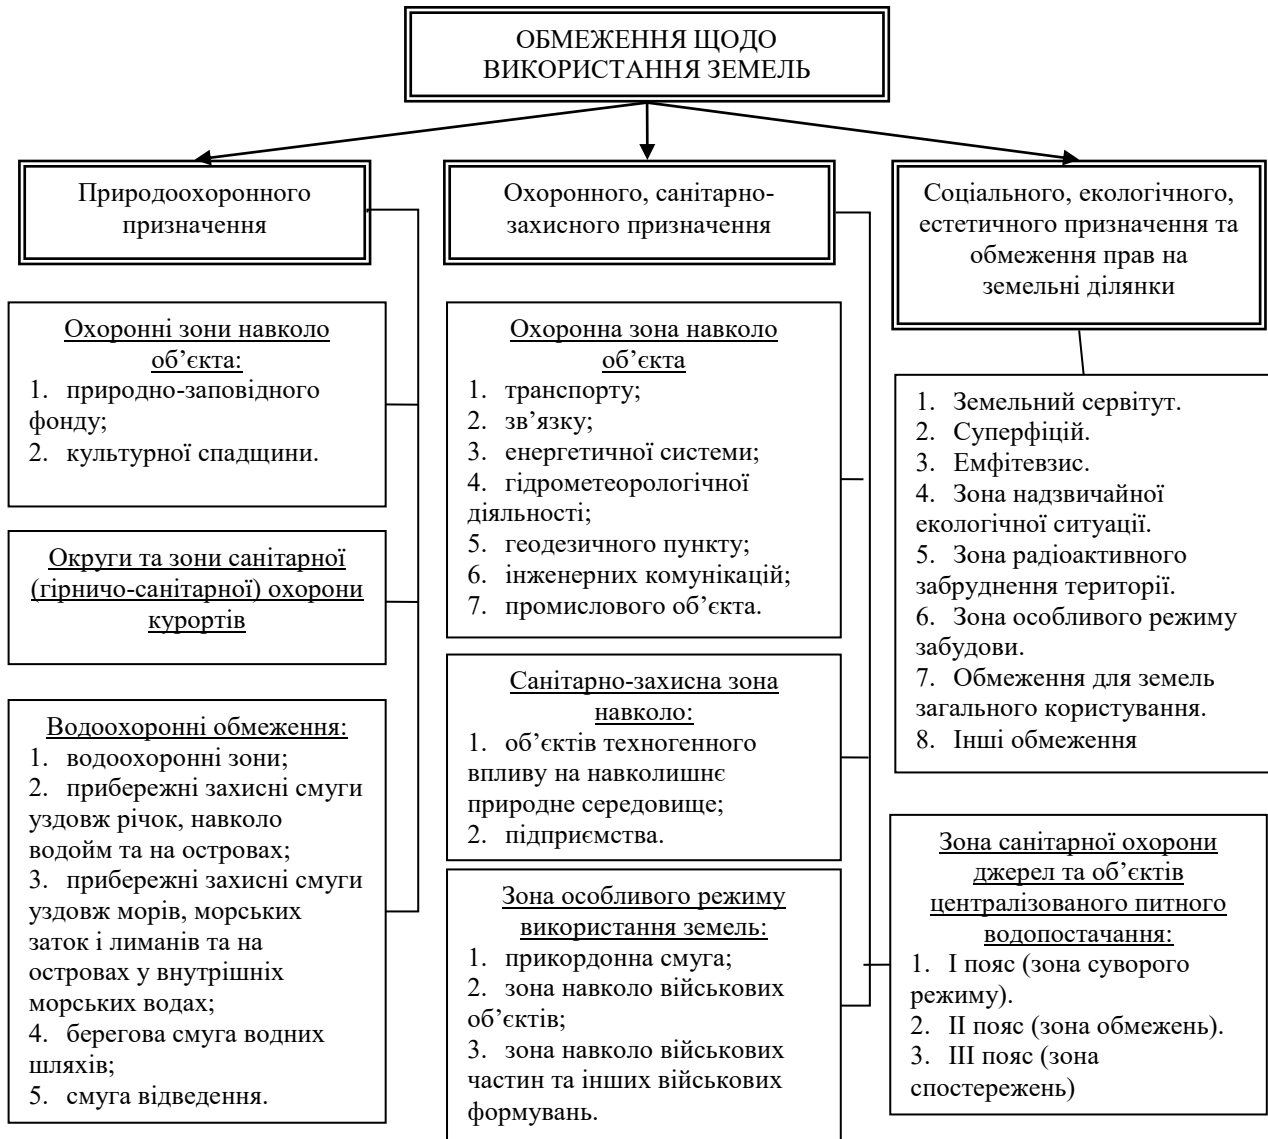 ОБМЕЖЕННЯ ЩОДО
ВИКОРИСТАННЯ ЗЕМЕЛЬ
Природоохоронного
призначення
Охоронного, санітарно-
захисного призначення
Соціального, екологічного,
естетичного призначення та
обмеження прав на
земельні ділянки
Охоронні зони навколо
об’єкта:
1. природно-заповідного
фонду;
2. культурної спадщини.
Округи та зони санітарної
(гірничо-санітарної) охорони
курортів
Водоохоронні обмеження:
1. водоохоронні зони;
2. прибережні захисні смуги
уздовж річок, навколо
водойм та на островах;
3. прибережні захисні смуги
уздовж морів, морських
заток і лиманів та на
островах у внутрішніх
морських водах;
4. берегова смуга водних
шляхів;
5. смуга відведення.
Охоронна зона навколо
об’єкта
1. транспорту;
2. зв’язку;
3. енергетичної системи;
4. гідрометеорологічної
діяльності;
5. геодезичного пункту;
6. інженерних комунікацій;
7. промислового об’єкта.
Санітарно-захисна зона
навколо:
1. об’єктів техногенного
впливу на навколишнє
природне середовище;
2. підприємства.
Зона особливого режиму
використання земель:
1. прикордонна смуга;
2. зона навколо військових
об’єктів;
3. зона навколо військових
частин та інших військових
формувань.
1. Земельний сервітут.
2. Суперфіцій.
3. Емфітевзис.
4. Зона надзвичайної
екологічної ситуації.
5. Зона радіоактивного
забруднення території.
6. Зона особливого режиму
забудови.
7. Обмеження для земель
загального користування.
8. Інші обмеження
Зона санітарної охорони
джерел та об’єктів
централізованого питного
водопостачання:
1. І пояс (зона суворого
режиму).
2. ІІ пояс (зона обмежень).
3. ІІІ пояс (зона
спостережень)